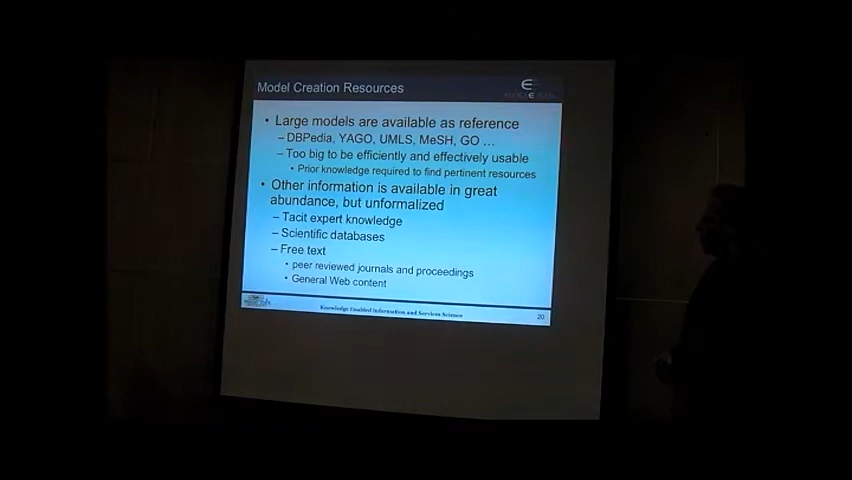 Model Creation Resources
• Large models are available as reference
– DBPedia, YAGO, UMLS, MeSH, GO ...
– Too big to be efficiently and effectively usable
• Prior knowledge required to find pertinent resources
• Other information is available in great
abundance, but unformalized
– Tacit expert knowledge
– Scientific databases
– Free text
• peer reviewed journals and proceedings
• General Web content
Knowledge Enabled Information and Services Science
20